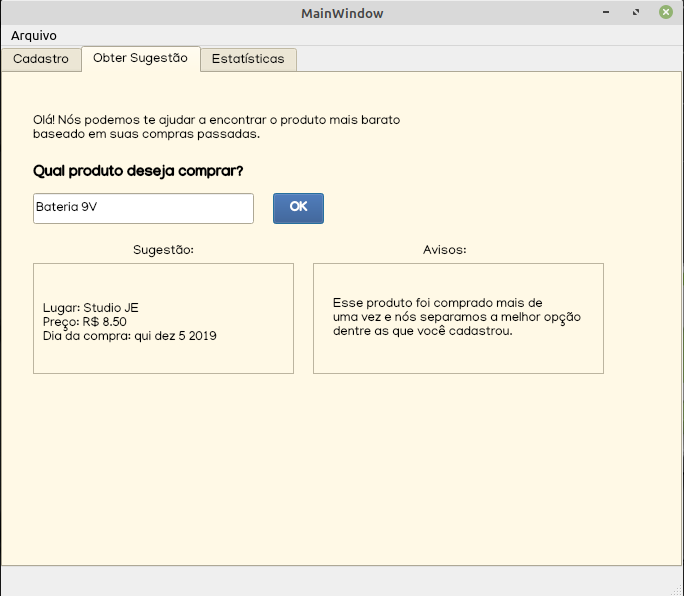 MainWindow
Arquivo
Cadastro
Obter Sugestão
Estatísticas
Olá! Nós podemos te ajudar a encontrar o produto mais barato
baseado em suas compras passadas.
Qual produto deseja comprar?
Bateria 9V
OK
Sugestão:
Lugar: Studio JE
Preço: R$ 8.50
Dia da compra: qui dez 5 2019
Avisos:
Esse produto foi comprado mais de
uma vez e nós separamos a melhor opção
dentre as que você cadastrou.